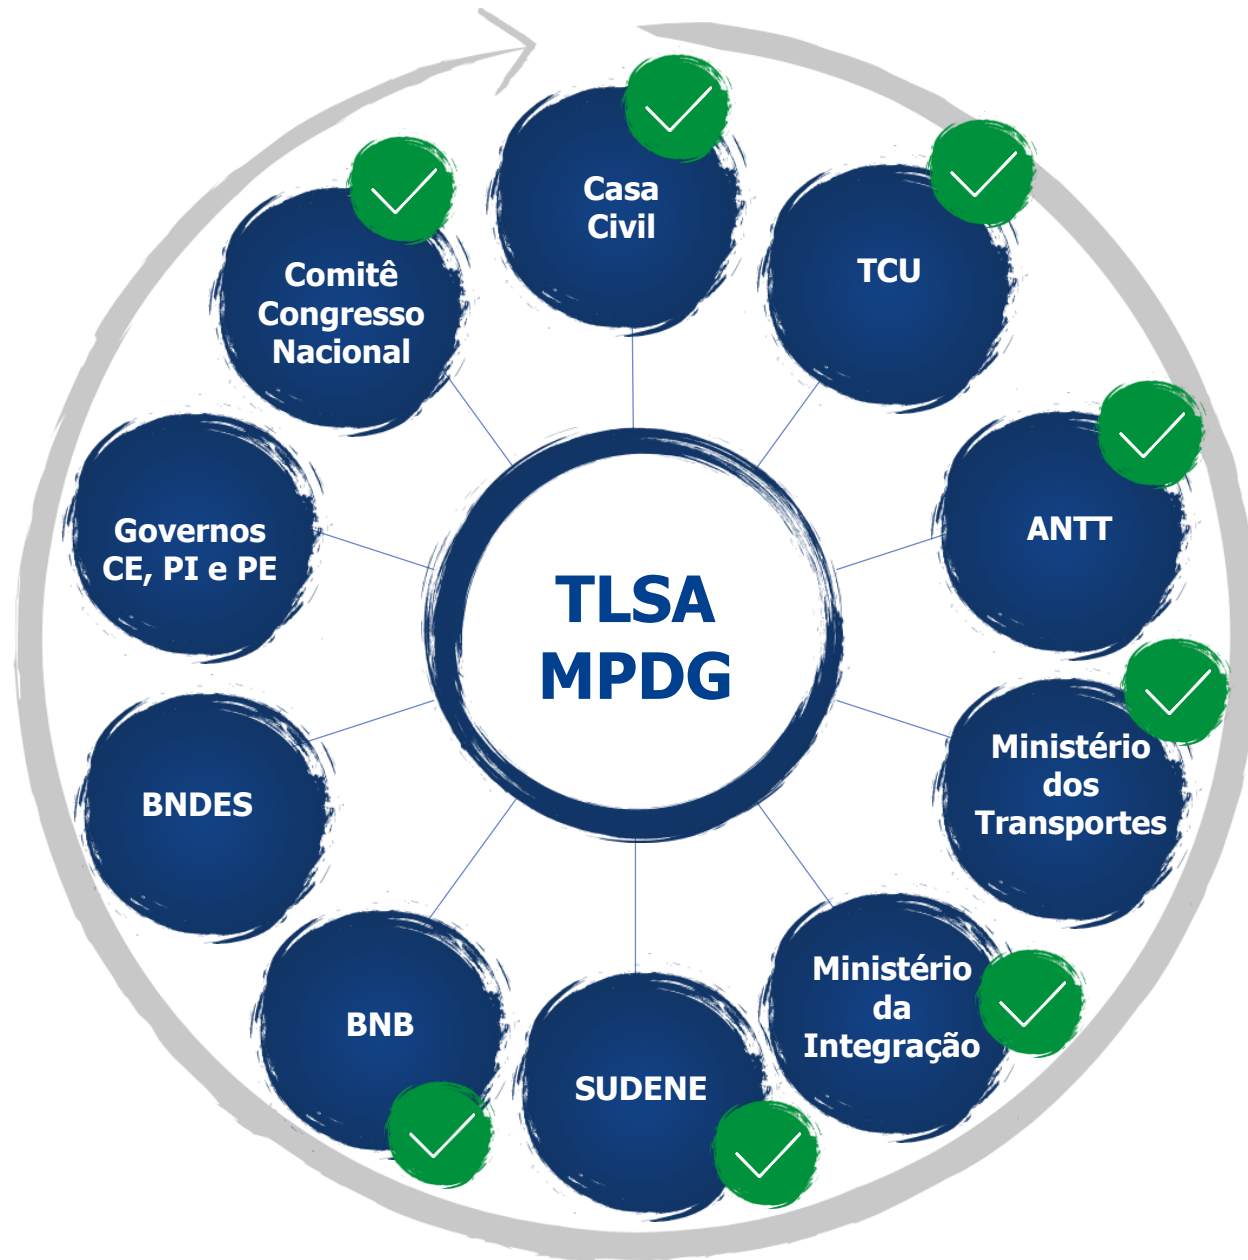 Casa
Civil
TCU
ANTT
Ministério
dos
Transportes
Ministério
da
Integração
SUDENE
BNB
BNDES
Governos
CE, PI e PE
Comitê
Congresso
Nacional
TLSA
MPDG